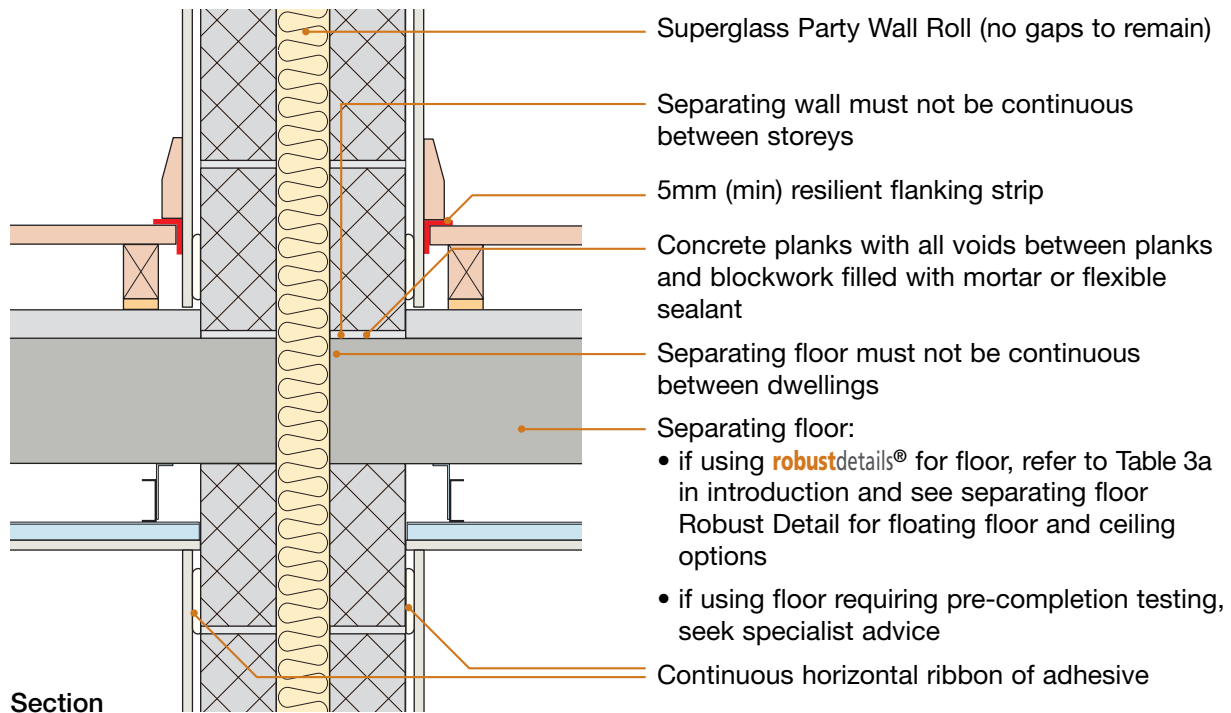 Superglass Party Wall Roll (no gaps to remain)
Separating wall must not be continuous
between storeys
5mm (min) resilient flanking strip
Concrete planks with all voids between planks
and blockwork filled with mortar or flexible
sealant
Separating floor must not be continuous
between dwellings
Separating floor:
• if using robustdetails® for floor, refer to Table 3a
in introduction and see separating floor
Robust Detail for floating floor and ceiling
options
• if using floor requiring pre-completion testing,
seek specialist advice
Continuous horizontal ribbon of adhesive
Section